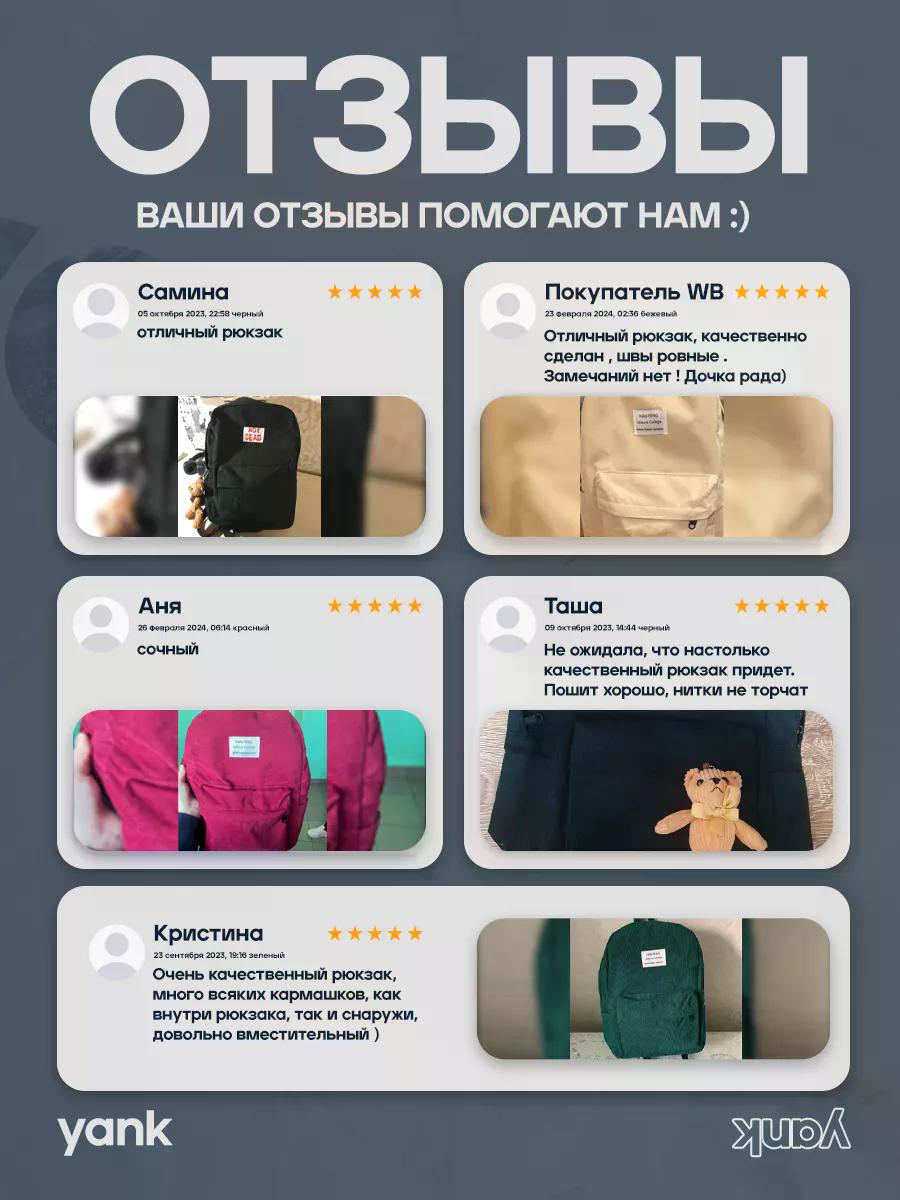 ОТЗЫВЫ
ВАШИ ОТЗЫВЫ ПОМОГАЮТ НАМ :)
Самина
05 октября 2023, 22:58 черный
отличный рюкзак
NOT
DEAD
Покупатель WB
23 февраля 2024, 02:36 бежевый
Отличный рюкзак, качественно
сделан , швы ровные .
Замечаний нет ! Дочка рада)
Аня
26 февраля 2024, 06:14 красный
сочный
Таша
09 октября 2023, 14:44 черный
Не ожидала, что настолько
качественный рюкзак придет.
Пошит хорошо, нитки не торчат
Кристина
23 сентября 2023, 19:16 зеленый
Очень качественный рюкзак,
много всяких кармашков, как
внутри рюкзака, так и снаружи,
довольно вместительный )
yank
yank